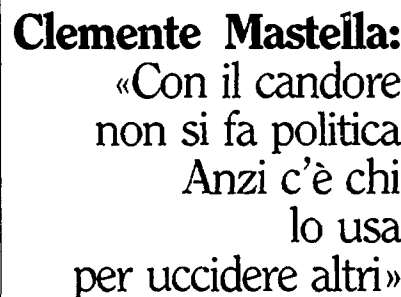 Clemente Mastella:
«Con il candore
non si fa politica
Anzi c'è chi
lo usa
per uccidere altri»